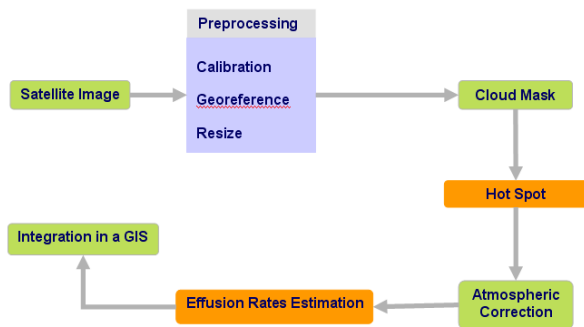 Preprocessing
Satellite Image
Calibration
Georeference
Resize
Cloud Mask
Hot Spot
Atmospheric
Correction
Effusion Rates Estimation
Integration in a GIS